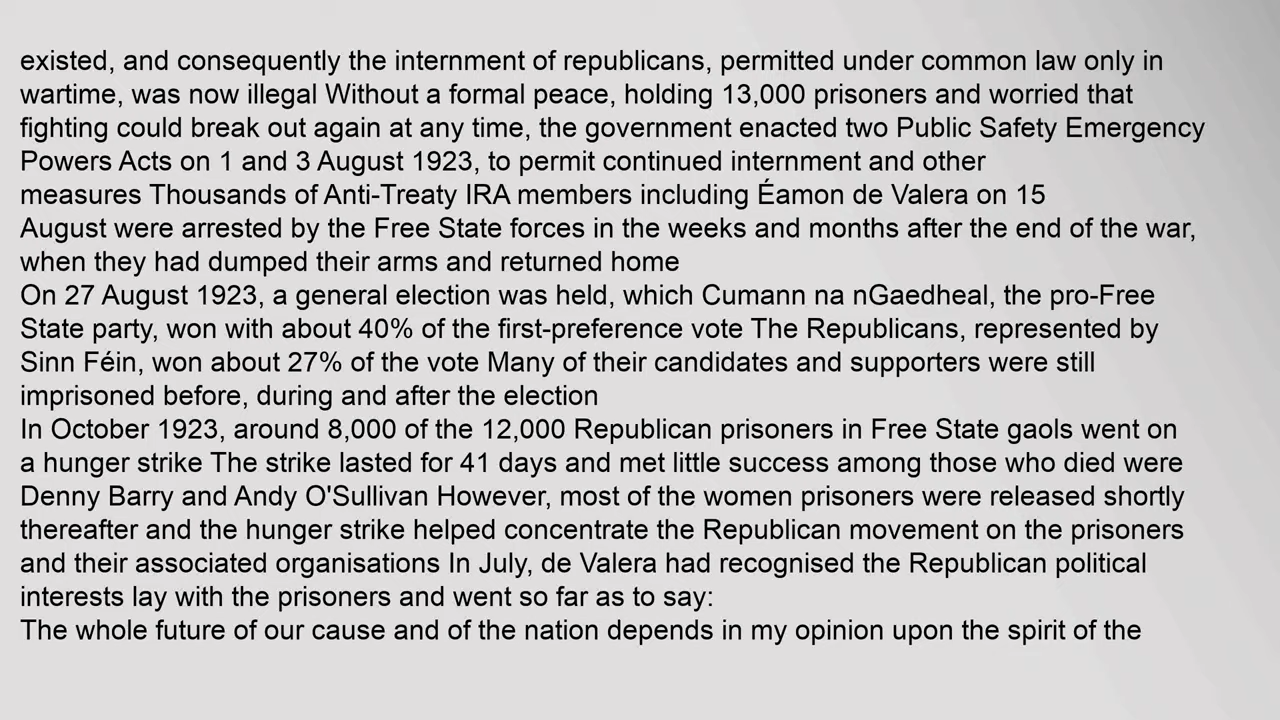 existed, and consequently the internment of republicans, permitted under common law only in
wartime, was now illegal Without a formal peace, holding 13,000 prisoners and worried that
fighting could break out again at any time, the government enacted two Public Safety Emergency
Powers Acts on 1 and 3 August 1923, to permit continued internment and other
measures Thousands of Anti-Treaty IRA members including Éamon de Valera on 15
August were arrested by the Free State forces in the weeks and months after the end of the war,
when they had dumped their arms and returned home
On 27 August 1923, a general election was held, which Cumann na nGaedheal, the pro-Free
State party, won with about 40% of the first-preference vote The Republicans, represented by
Sinn Féin, won about 27% of the vote Many of their candidates and supporters were still
imprisoned before, during and after the election
In October 1923, around 8,000 of the 12,000 Republican prisoners in Free State gaols went on
a hunger strike The strike lasted for 41 days and met little success among those who died were
Denny Barry and Andy O'Sullivan However, most of the women prisoners were released shortly
thereafter and the hunger strike helped concentrate the Republican movement on the prisoners
and their associated organisations In July, de Valera had recognised the Republican political
interests lay with the prisoners and went so far as to say:
The whole future of our cause and of the nation depends in my opinion upon the spirit of the